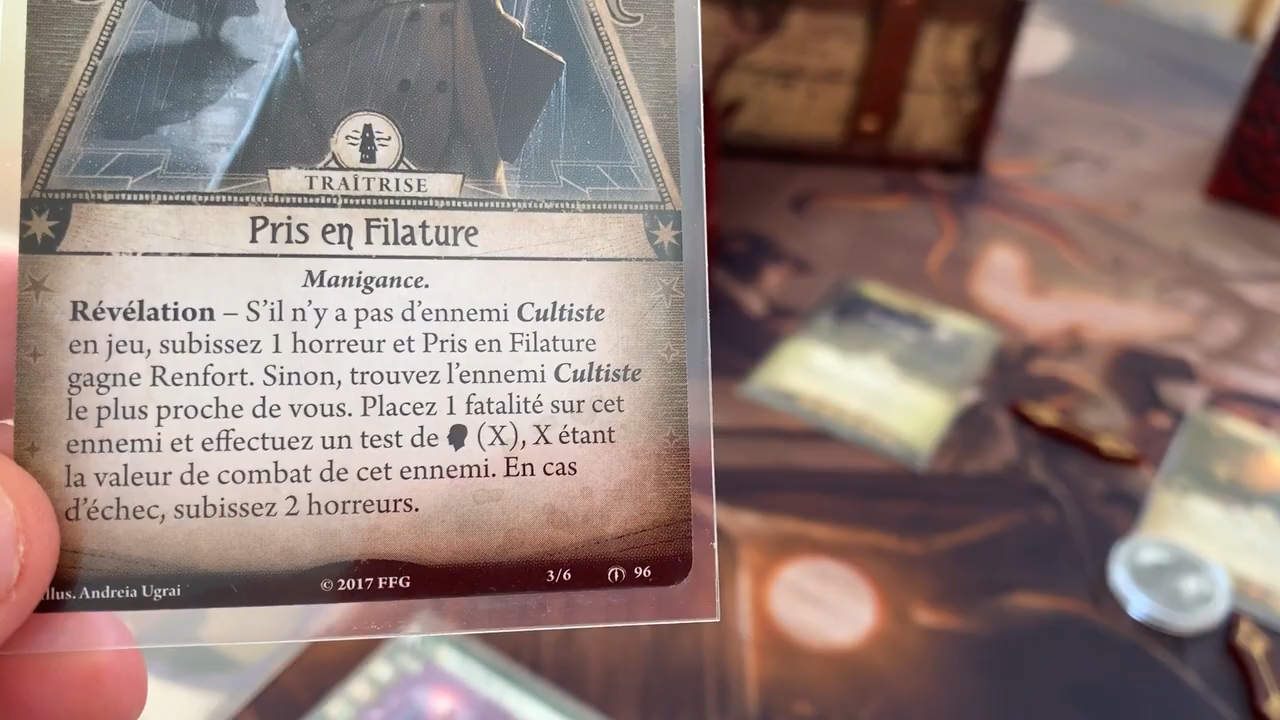 TRAÎTRISE
Pris en Filature
Manigance.
Révélation – S'il n'y a pas d'ennemi Cultiste
en jeu, subissez 1 horreur et Pris en Filature
gagne Renfort. Sinon, trouvez l'ennemi Cultiste
le plus proche de vous. Placez 1 fatalité sur cet
ennemi et effectuez un test de (X), X étant
la valeur de combat de cet ennemi. En cas
d'échec, subissez 2 horreurs.
llus. Andreia Ugrai © 2017 FFG 3/6 96